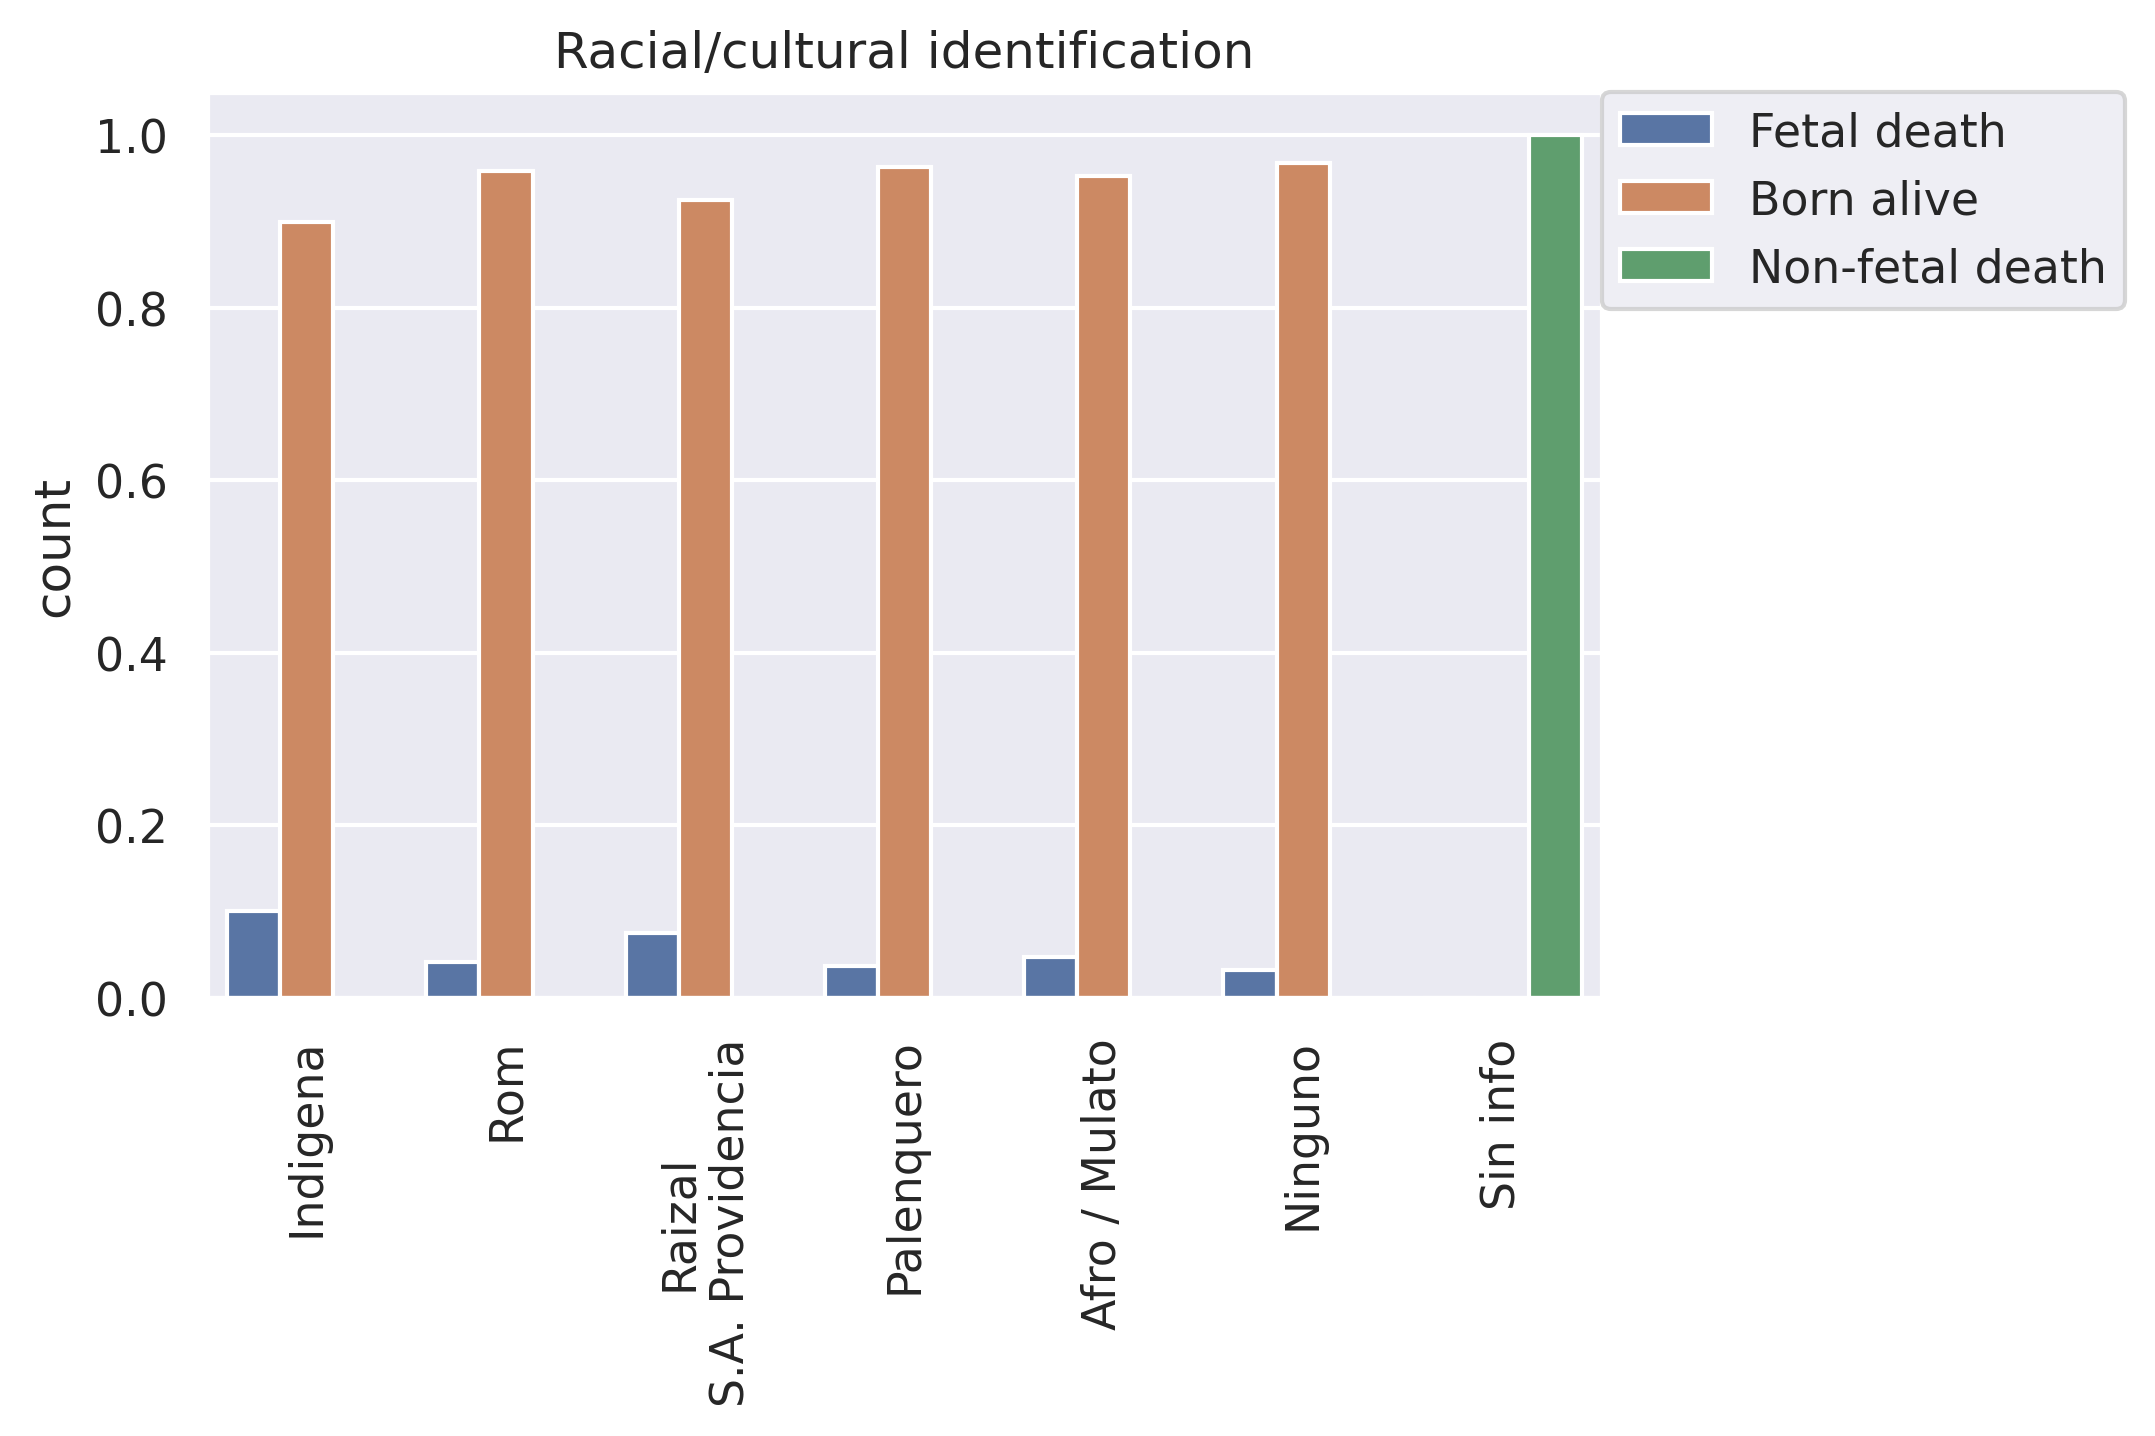 Racial/cultural identification
Fetal death
Born alive
Non-fetal death
count
1.0
0.8
0.6
0.4
0.2
0.0
Indigena
Rom
Raizal
S.A. Providencia
Palenquero
Afro / Mulato
Ninguno
Sin info